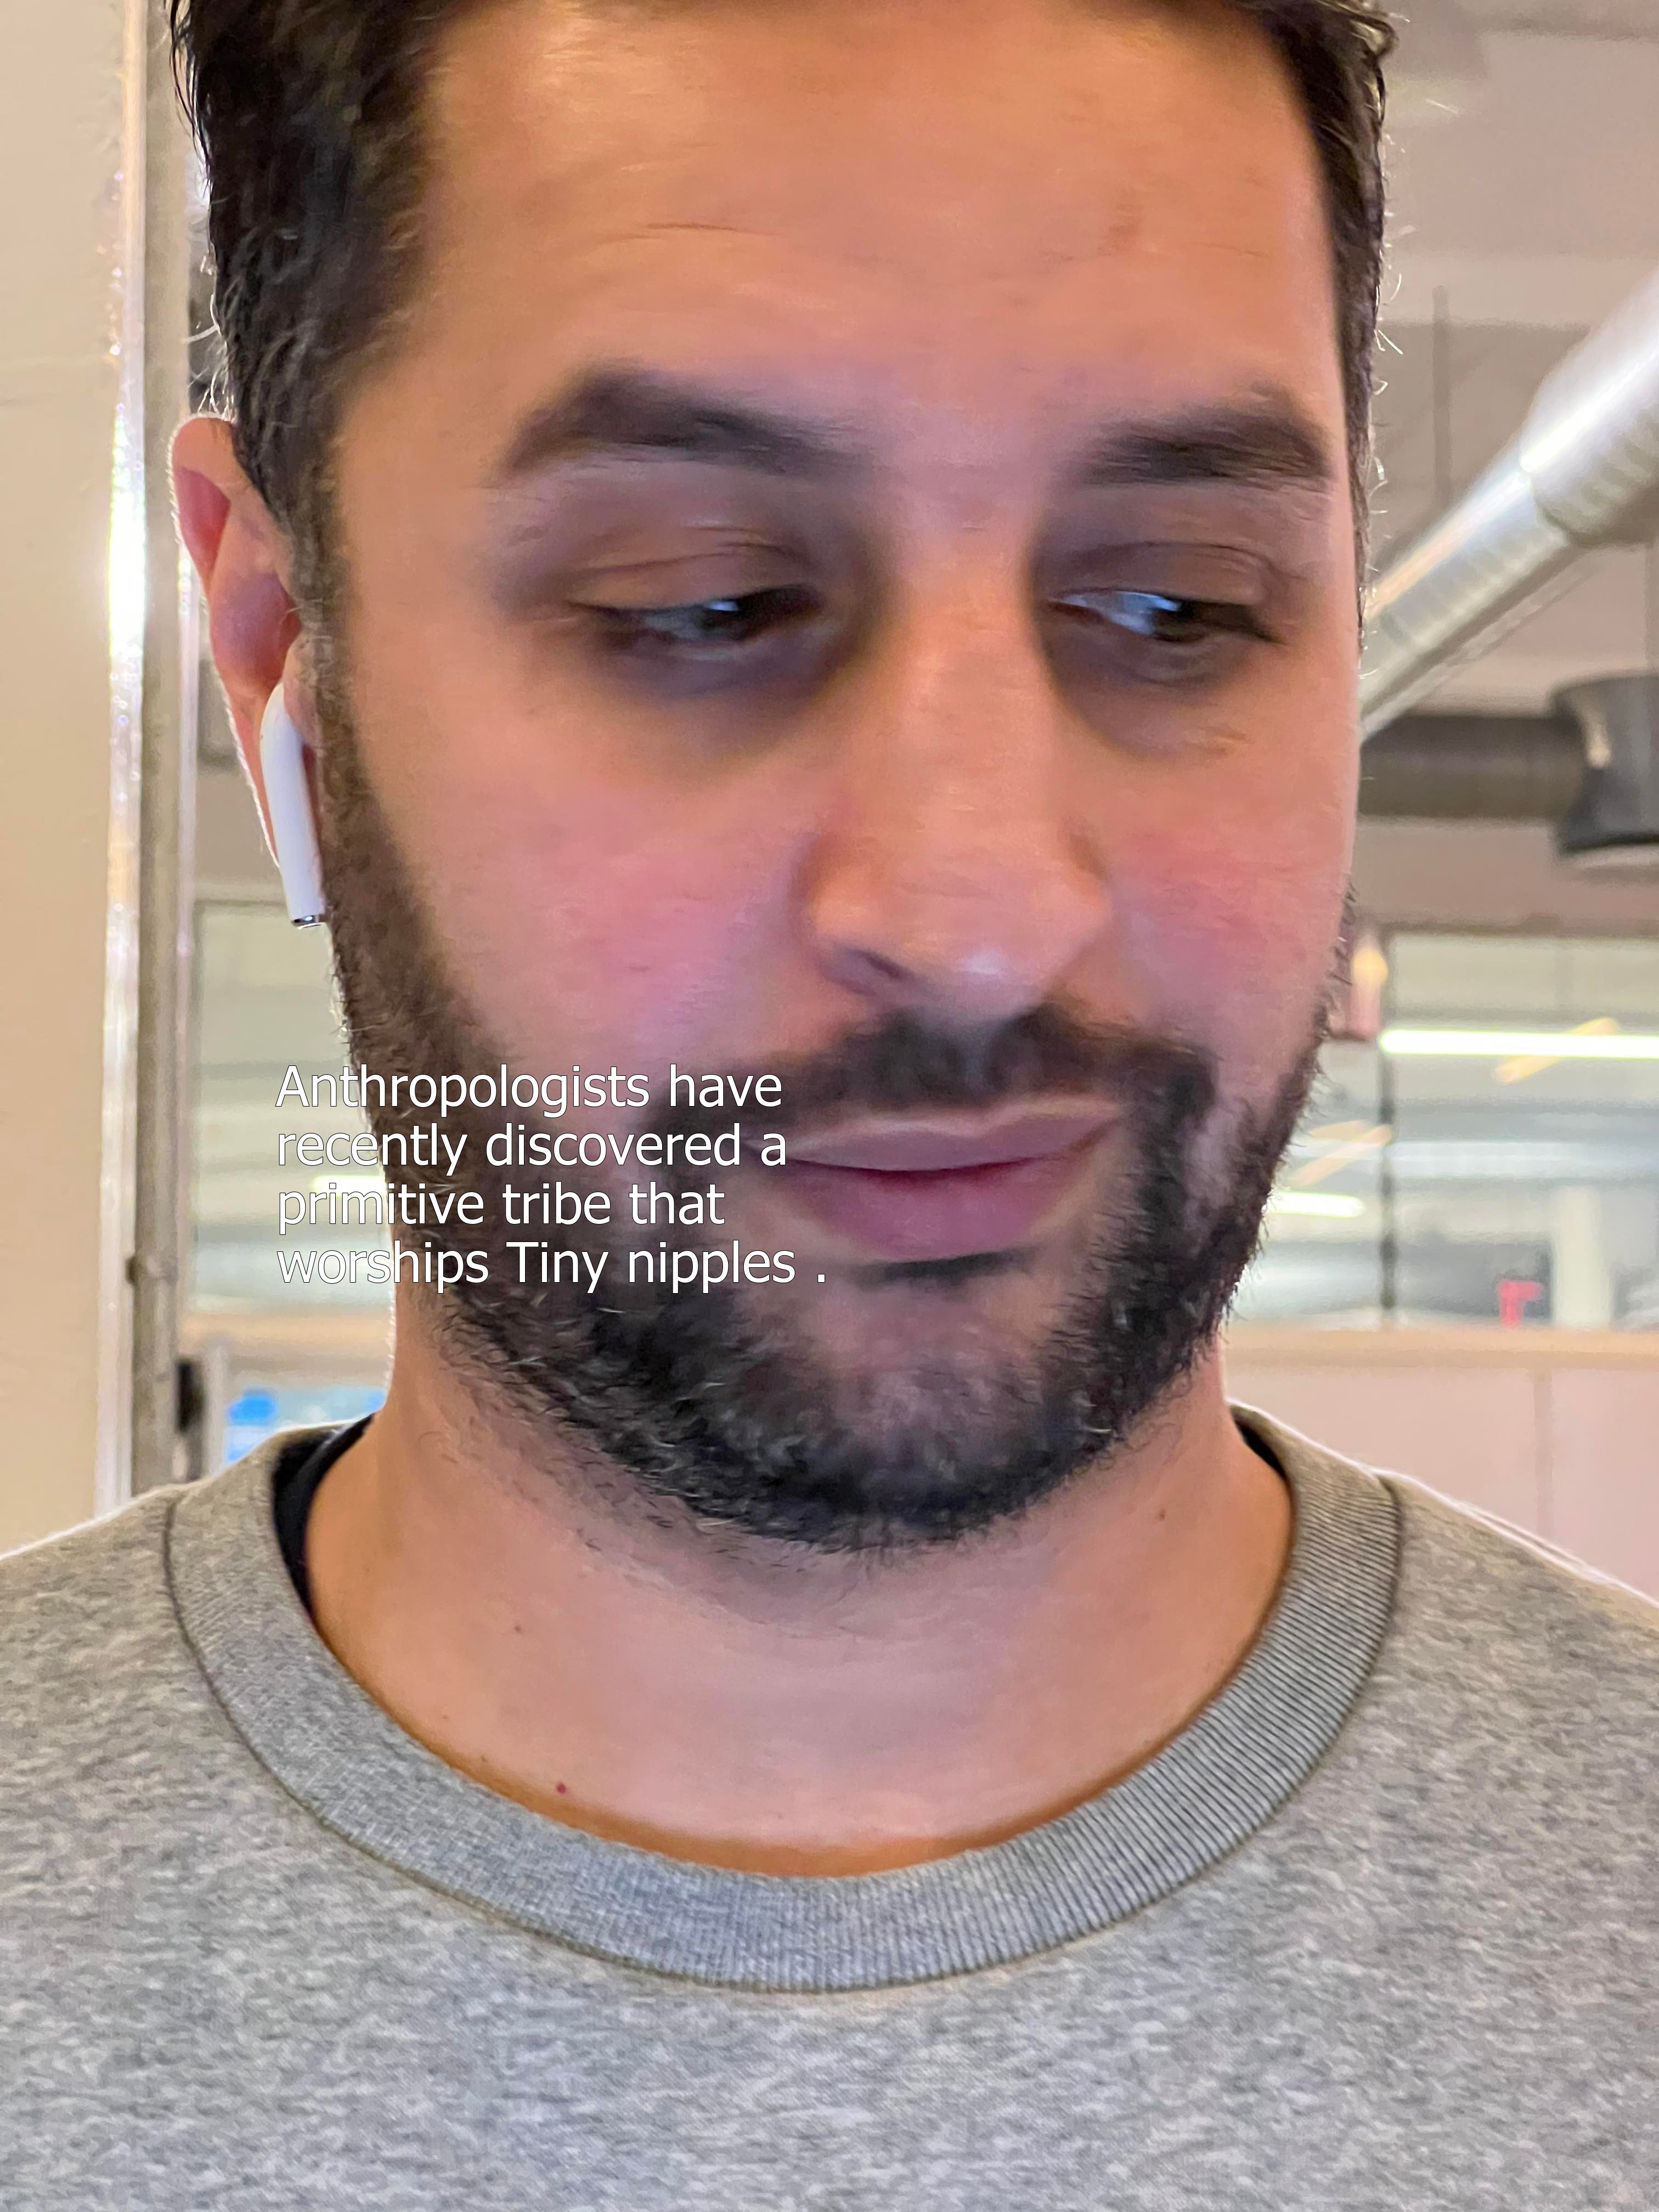 Anthropologists have
recently discovered a
primitive tribe that
worships Tiny nipples .